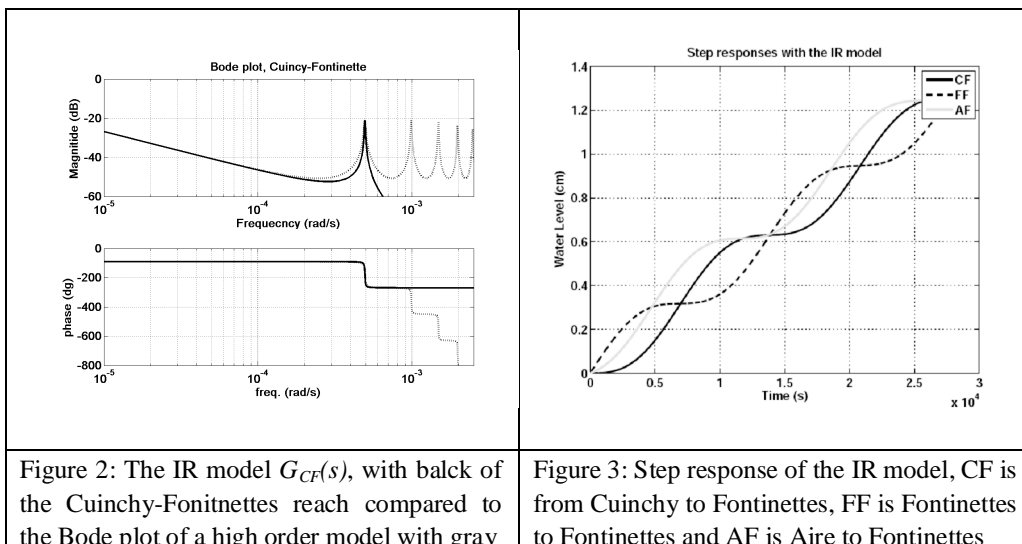 Bode plot, Cuincy-Fontinette
0
-20
-40
-60
Magnitide (dB)
10-5
10-4
10-3
Frequecncy (rad/s)
0
-200
-400
-600
-800
phase (dg)
10-5
10-4
10-3
freq. (rad/s)
Step responses with the IR model
1.4
1.2
1
0.8
0.6
0.4
0.2
0
Water Level (cm)
CF
FF
AF
0
0.5
1
1.5
2
2.5
3
Time (s)
x 10^4
Figure 2: The IR model GCF(s), with balck of
the Cuinchy-Fonitnettes reach compared to
the Bode plot of a high order model with gray
Figure 3: Step response of the IR model, CF is
from Cuinchy to Fontinettes, FF is Fontinettes
to Fontinettes and AF is Aire to Fontinettes